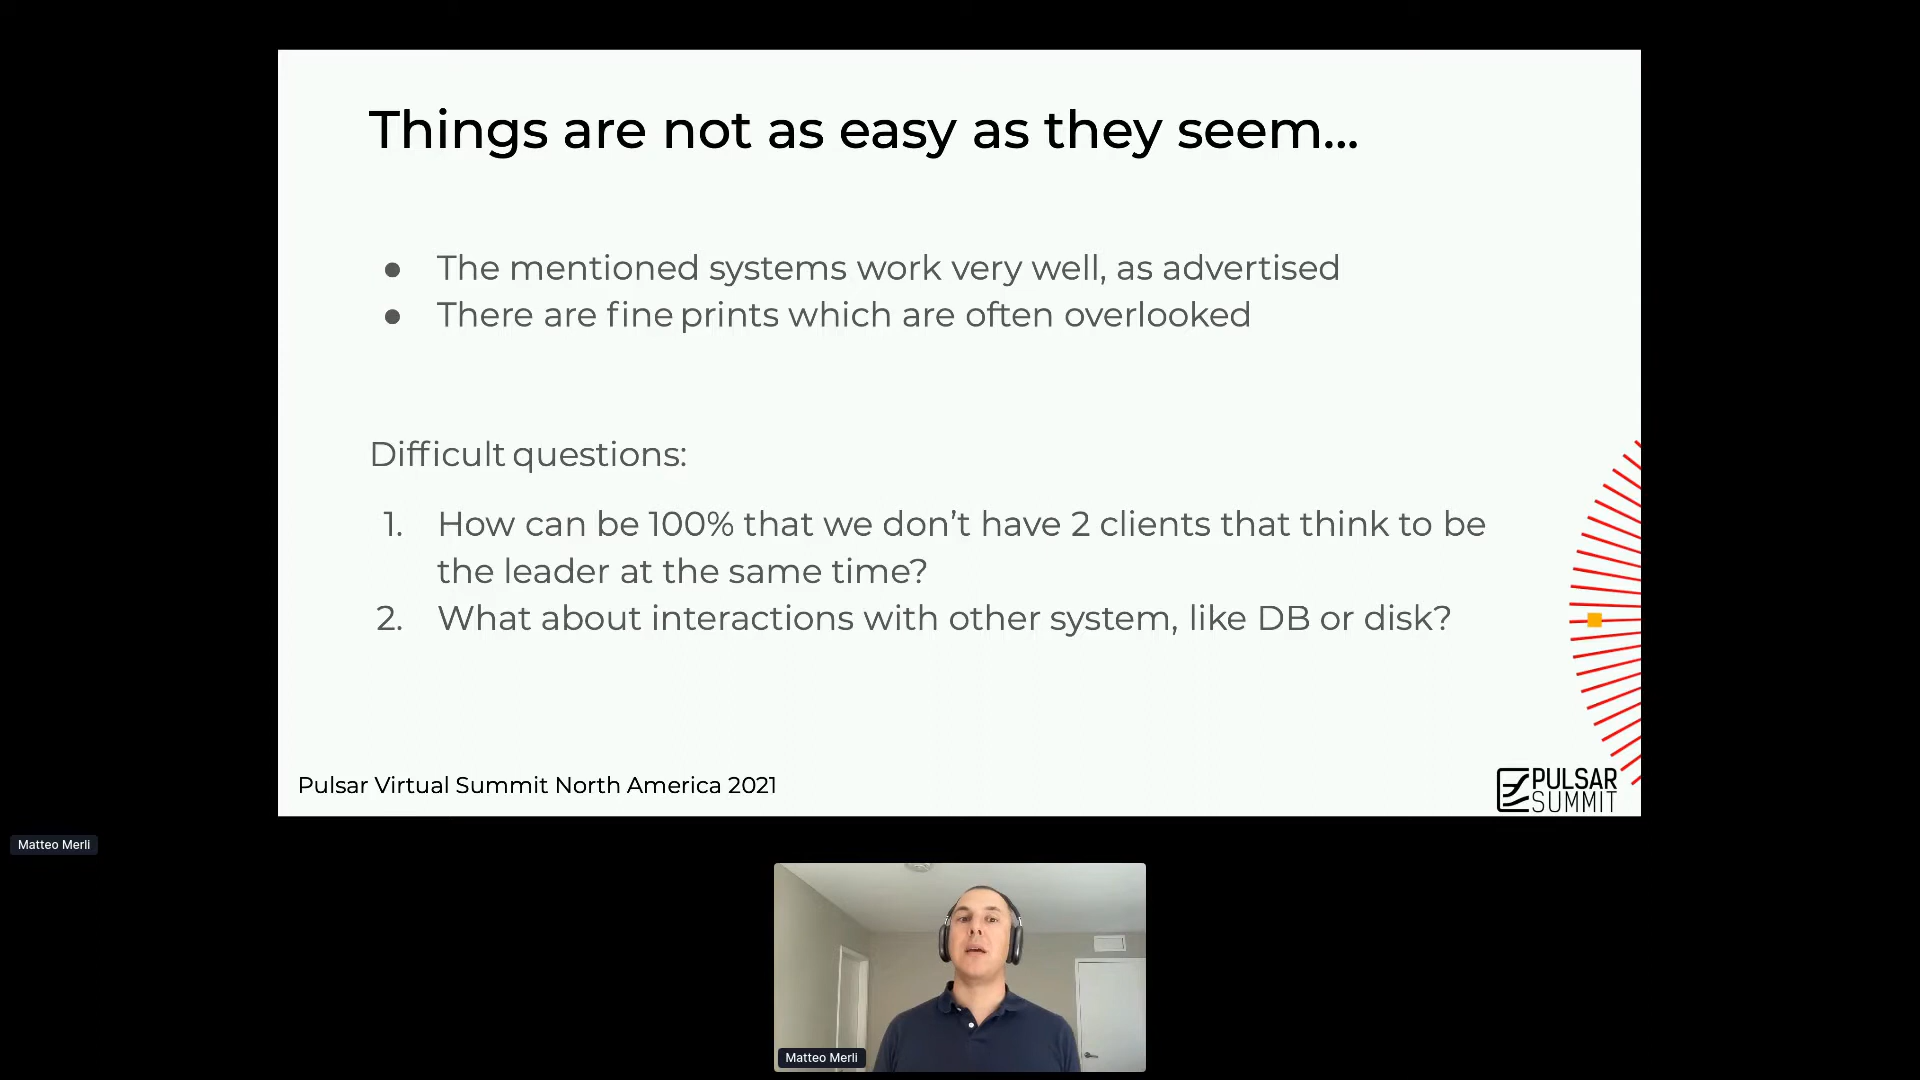 Things are not as easy as they seem...
● The mentioned systems work very well, as advertised
● There are fine prints which are often overlooked
Difficult questions:
1. How can be 100% that we don’t have 2 clients that think to be
the leader at the same time?
2. What about interactions with other system, like DB or disk?
Pulsar Virtual Summit North America 2021
PULSAR
SUMMIT
Matteo Merli
Matteo Merli